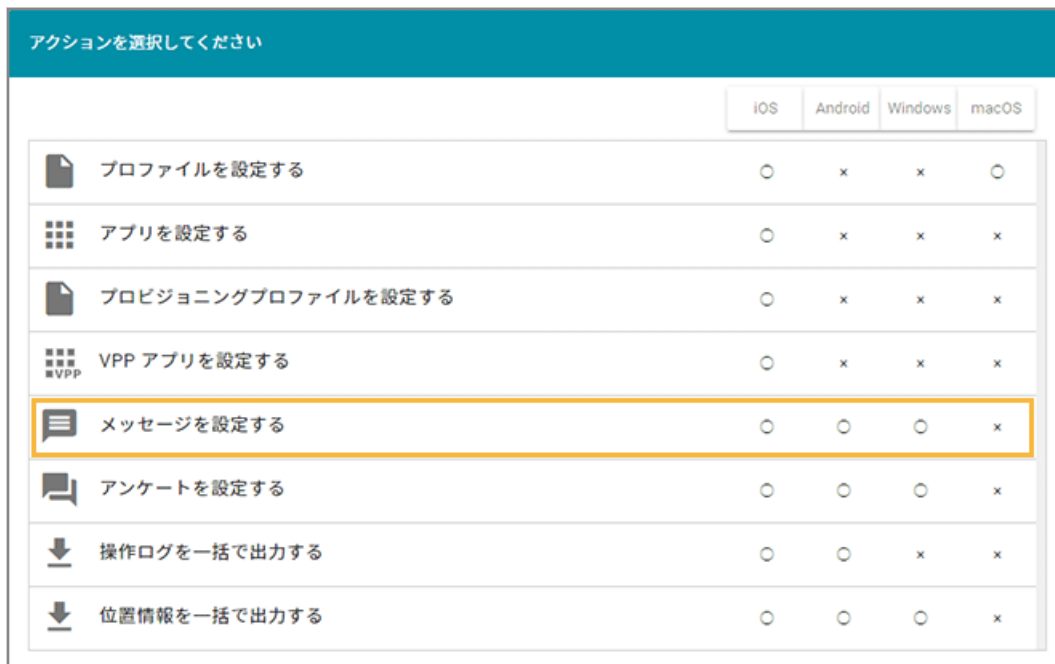 アクションを選択してください
iOS Android Windows macOS
プロファイルを設定する ○ × × ○
アプリを設定する ○ × × ×
プロビジョニングプロファイルを設定する ○ × × ×
VPP VPP アプリを設定する ○ × × ×
メッセージを設定する ○ ○ ○ ×
アンケートを設定する ○ ○ ○ ×
操作ログを一括で出力する ○ ○ × ×
位置情報を一括で出力する ○ ○ ○ ×